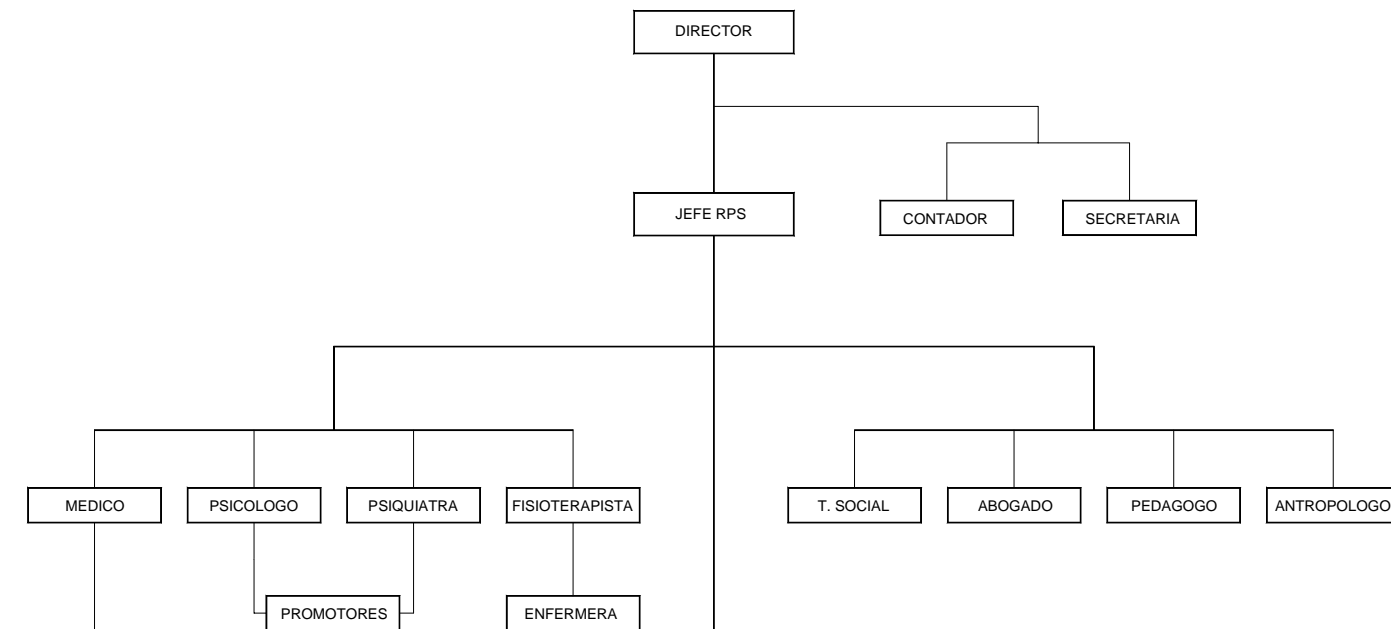 DIRECTOR
JEFE RPS
CONTADOR
SECRETARIA
MEDICO
PSICOLOGO
PSIQUIATRA
FISIOTERAPISTA
T. SOCIAL
ABOGADO
PEDAGOGO
ANTROPOLOGO
PROMOTORES
ENFERMERA